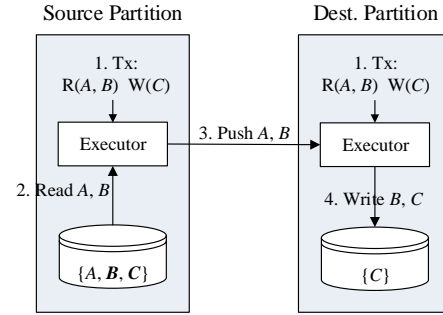 Source Partition
Dest. Partition
1. Tx:
R(A, B) W(C)
1. Tx:
R(A, B) W(C)
Executor
3. Push A, B
Executor
2. Read A, B
4. Write B, C
{A, B, C}
{C}